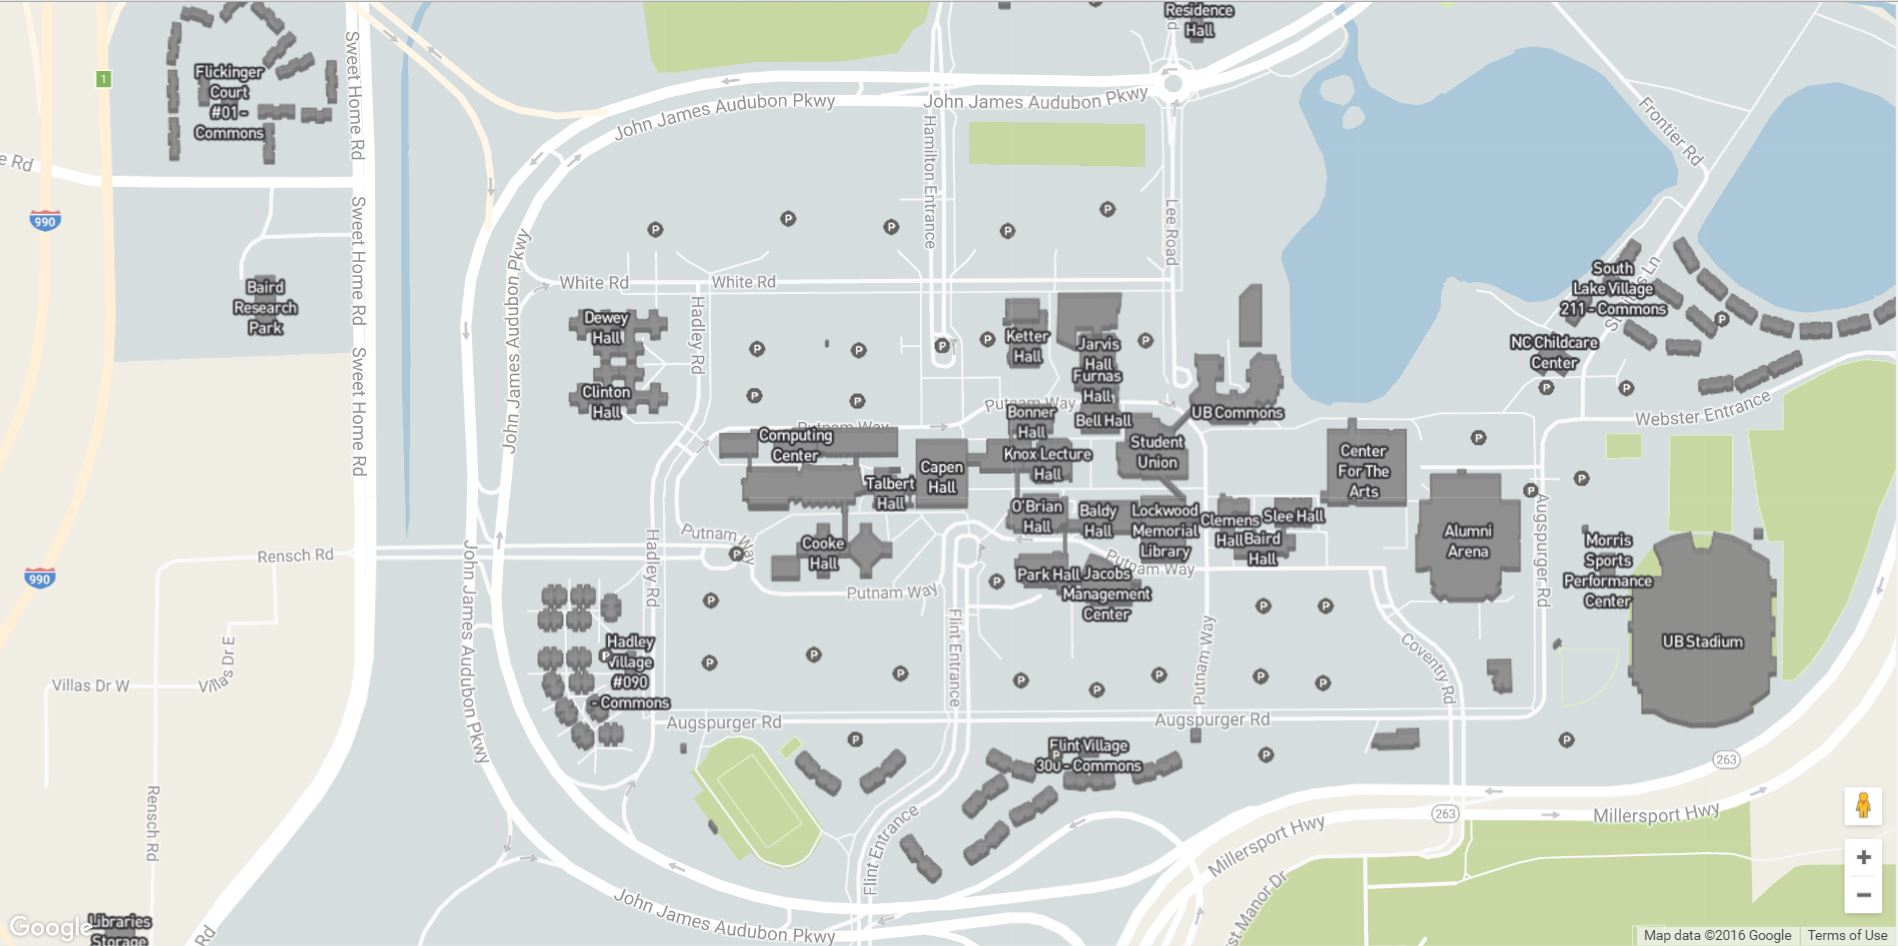 Residence
Hall
Flickinger
Court
#01 -
Commons
1
Sweet Home Rd
John James Audubon Pkwy
John James Audubon Pkwy
Frontier Rd
e Rd
990
Hamilton Entrance
Lee Road
P
P
P
P
P
Sweet Home Rd
John James Audubon Pkwy
White Rd
White Rd
Baird
Research
Park
South
Lake Village
211 - Commons
Dewey
Hall
Hadley Rd
P
P
P
P
P
P
Ketter
Hall
Jarvis
Hall
NC Childcare
Center
P
P
Sweet Home Rd
Clinton
Hall
P
P
Furnas
Hall
Putnam Way
Bonner
Hall
Bell Hall
UB Commons
Webster Entrance
Putnam Way
Computing
Center
Capen
Hall
Knox Lecture
Hall
Student
Union
Center
For The
Arts
P
P
P
Talbert
Hall
O'Brian
Hall
Baldy
Hall
Lockwood
Memorial
Library
Clemens
Hall
Slee Hall
Baird
Hall
Alumni
Arena
Augspurger Rd
Morris
Sports
Performance
Center
Rensch Rd
990
John James Audubon Pkwy
Hadley Rd
Putnam Way
P
Cooke
Hall
Putnam Way
Park Hall
Jacobs
Management
Center
Putnam Way
P
P
P
P
Villas Dr E
Villas Dr W
Hadley
Village
#090
- Commons
P
P
P
P
Flint Entrance
P
P
P
Putnam Way
P
P
Coventry Rd
UB Stadium
Augspurger Rd
Augspurger Rd
P
Flint Village
300 - Commons
P
P
P
263
Rensch Rd
Flint Entrance
Millersport Hwy
263
Millersport Hwy
+
−
John James Audubon Pkwy
Libraries
Storage
Google
Rd
st Manor Dr
Map data ©2016 Google
Terms of Use